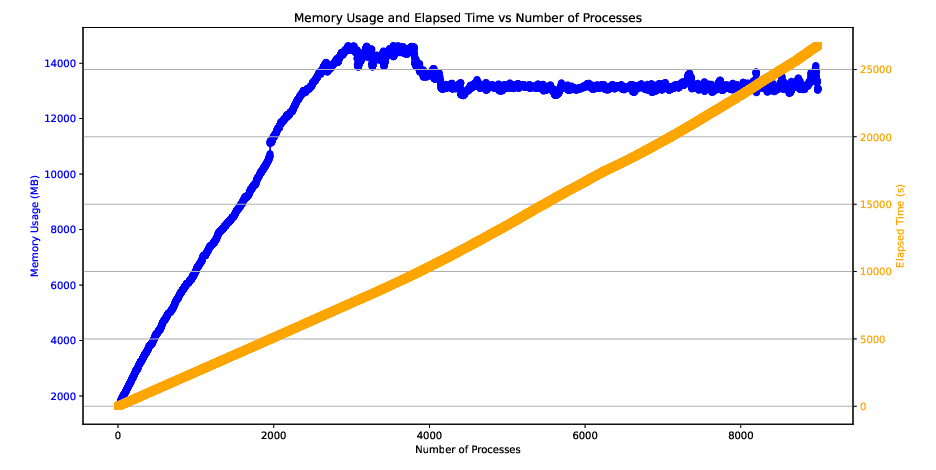 Memory Usage and Elapsed Time vs Number of Processes
Memory Usage (MB)
14000
12000
10000
8000
6000
4000
2000
25000
20000
15000
10000
5000
0
Elapsed Time (s)
0 2000 4000 6000 8000
Number of Processes